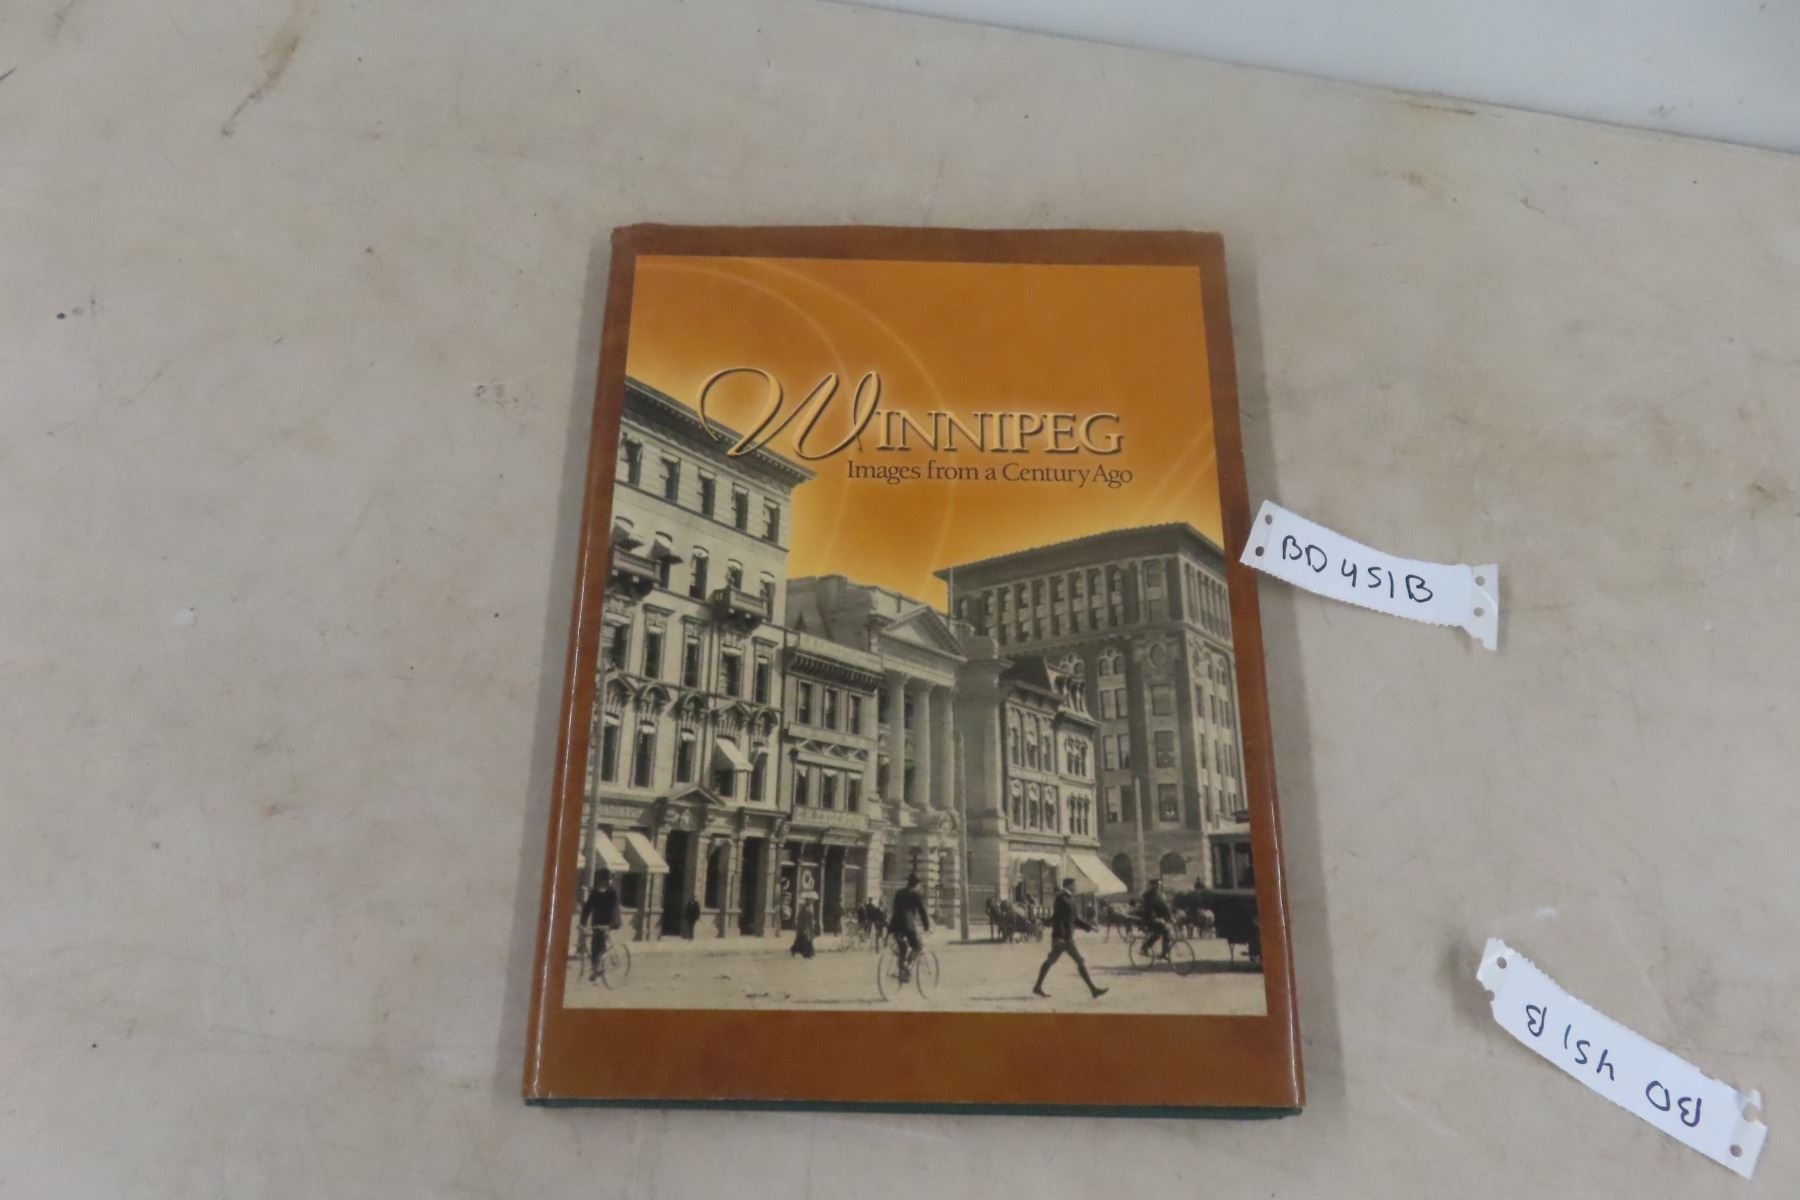 WINNIPEG
Images from a Century Ago
BD451B
BD 451B